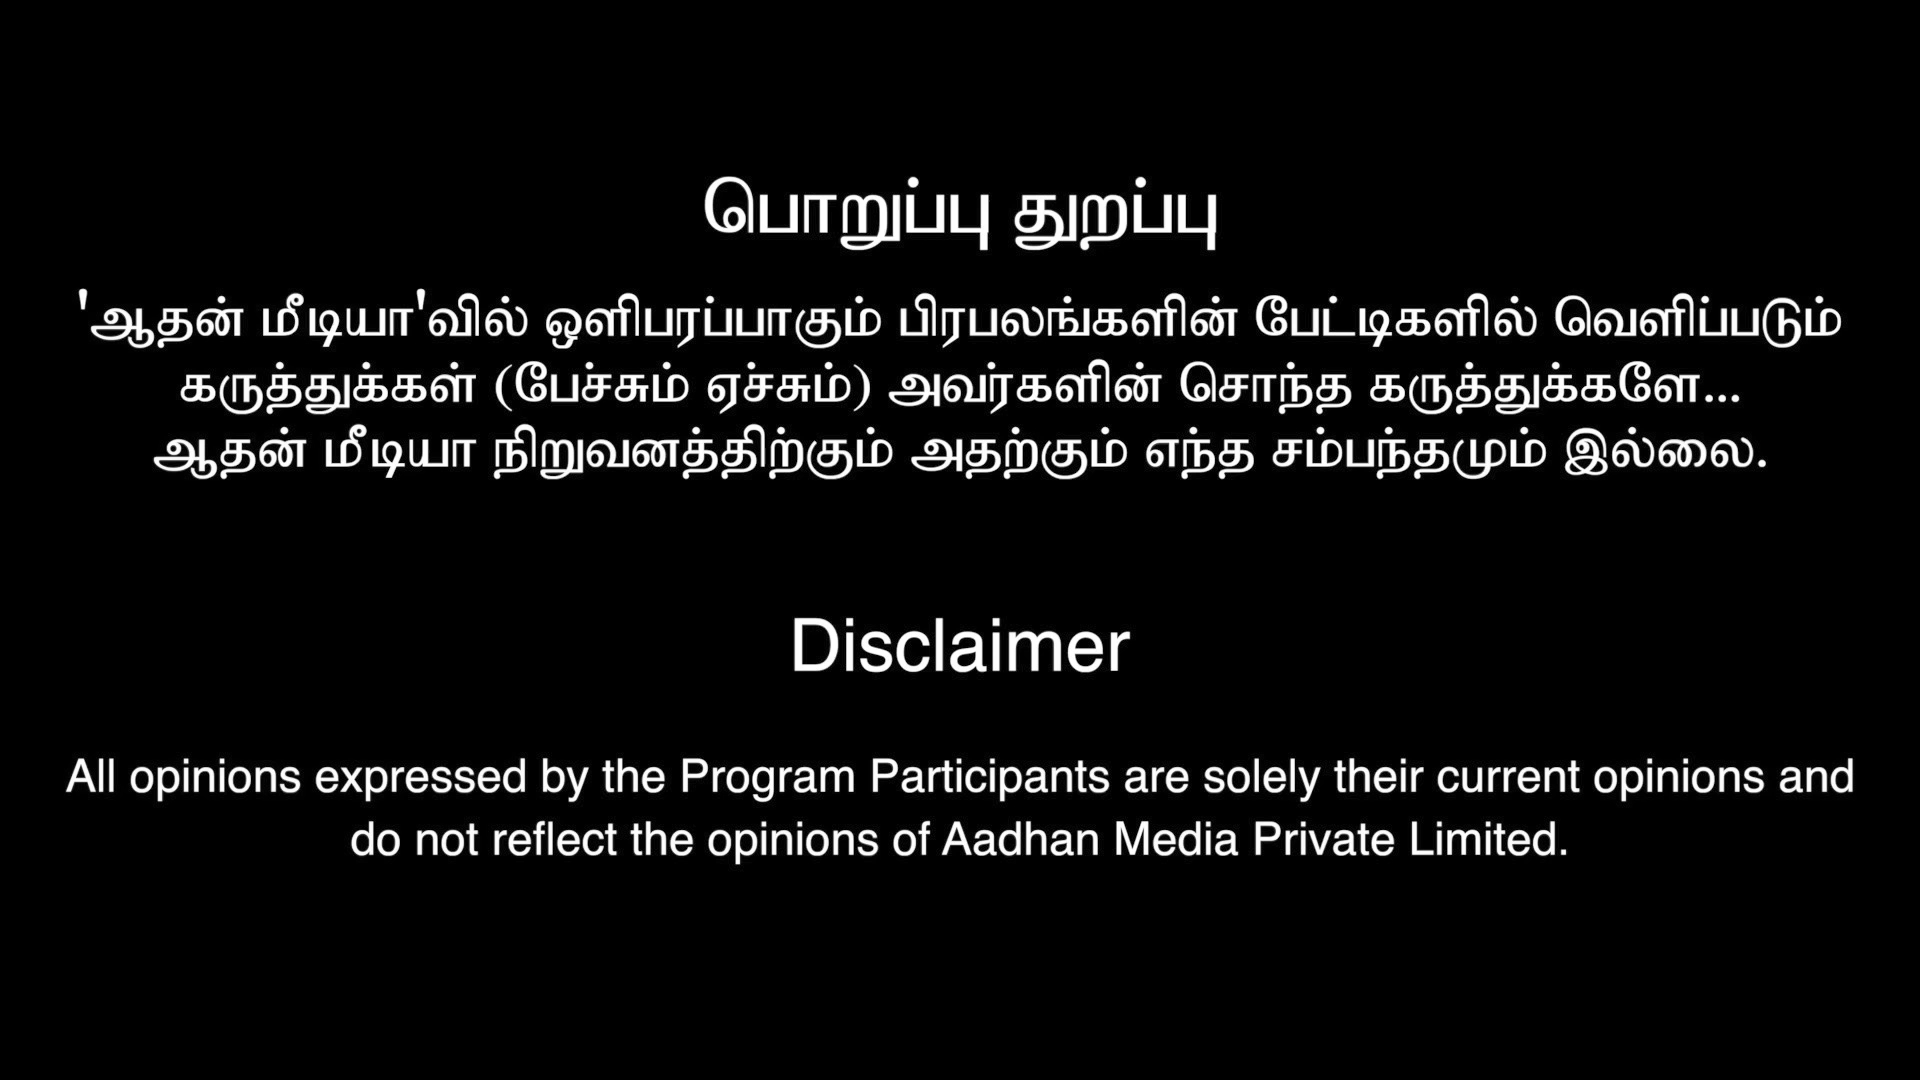 பொறுப்பு துறப்பு
'ஆதன் மீடியா'வில் ஒளிபரப்பாகும் பிரபலங்களின் பேட்டிகளில் வெளிப்படும்
கருத்துக்கள் (பேச்சும் ஏச்சும்) அவர்களின் சொந்த கருத்துக்களே...
ஆதன் மீடியா நிறுவனத்திற்கும் அதற்கும் எந்த சம்பந்தமும் இல்லை.
Disclaimer
All opinions expressed by the Program Participants are solely their current opinions and
do not reflect the opinions of Aadhan Media Private Limited.